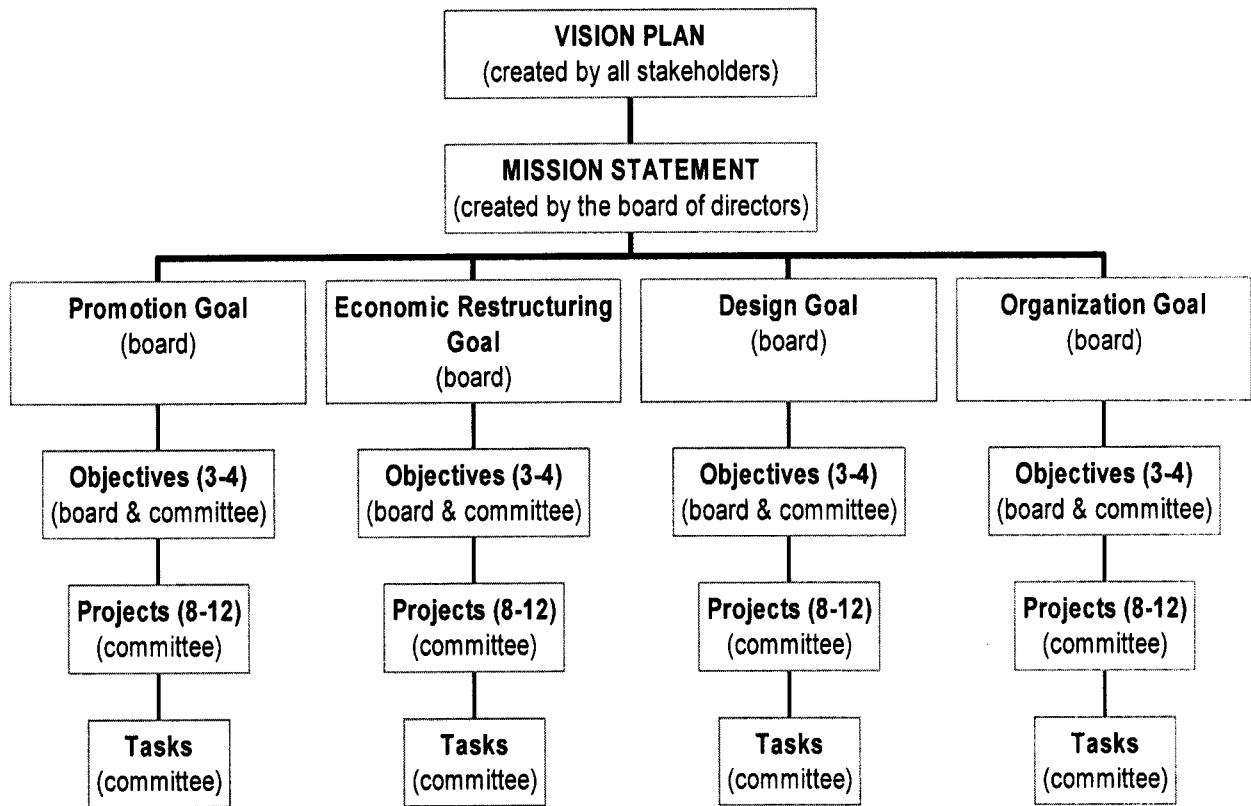 VISION PLAN
(created by all stakeholders)
MISSION STATEMENT
(created by the board of directors)
Promotion Goal
(board)
Economic Restructuring
Goal
(board)
Design Goal
(board)
Organization Goal
(board)
Objectives (3-4)
(board & committee)
Objectives (3-4)
(board & committee)
Objectives (3-4)
(board & committee)
Objectives (3-4)
(board & committee)
Projects (8-12)
(committee)
Projects (8-12)
(committee)
Projects (8-12)
(committee)
Projects (8-12)
(committee)
Tasks
(committee)
Tasks
(committee)
Tasks
(committee)
Tasks
(committee)